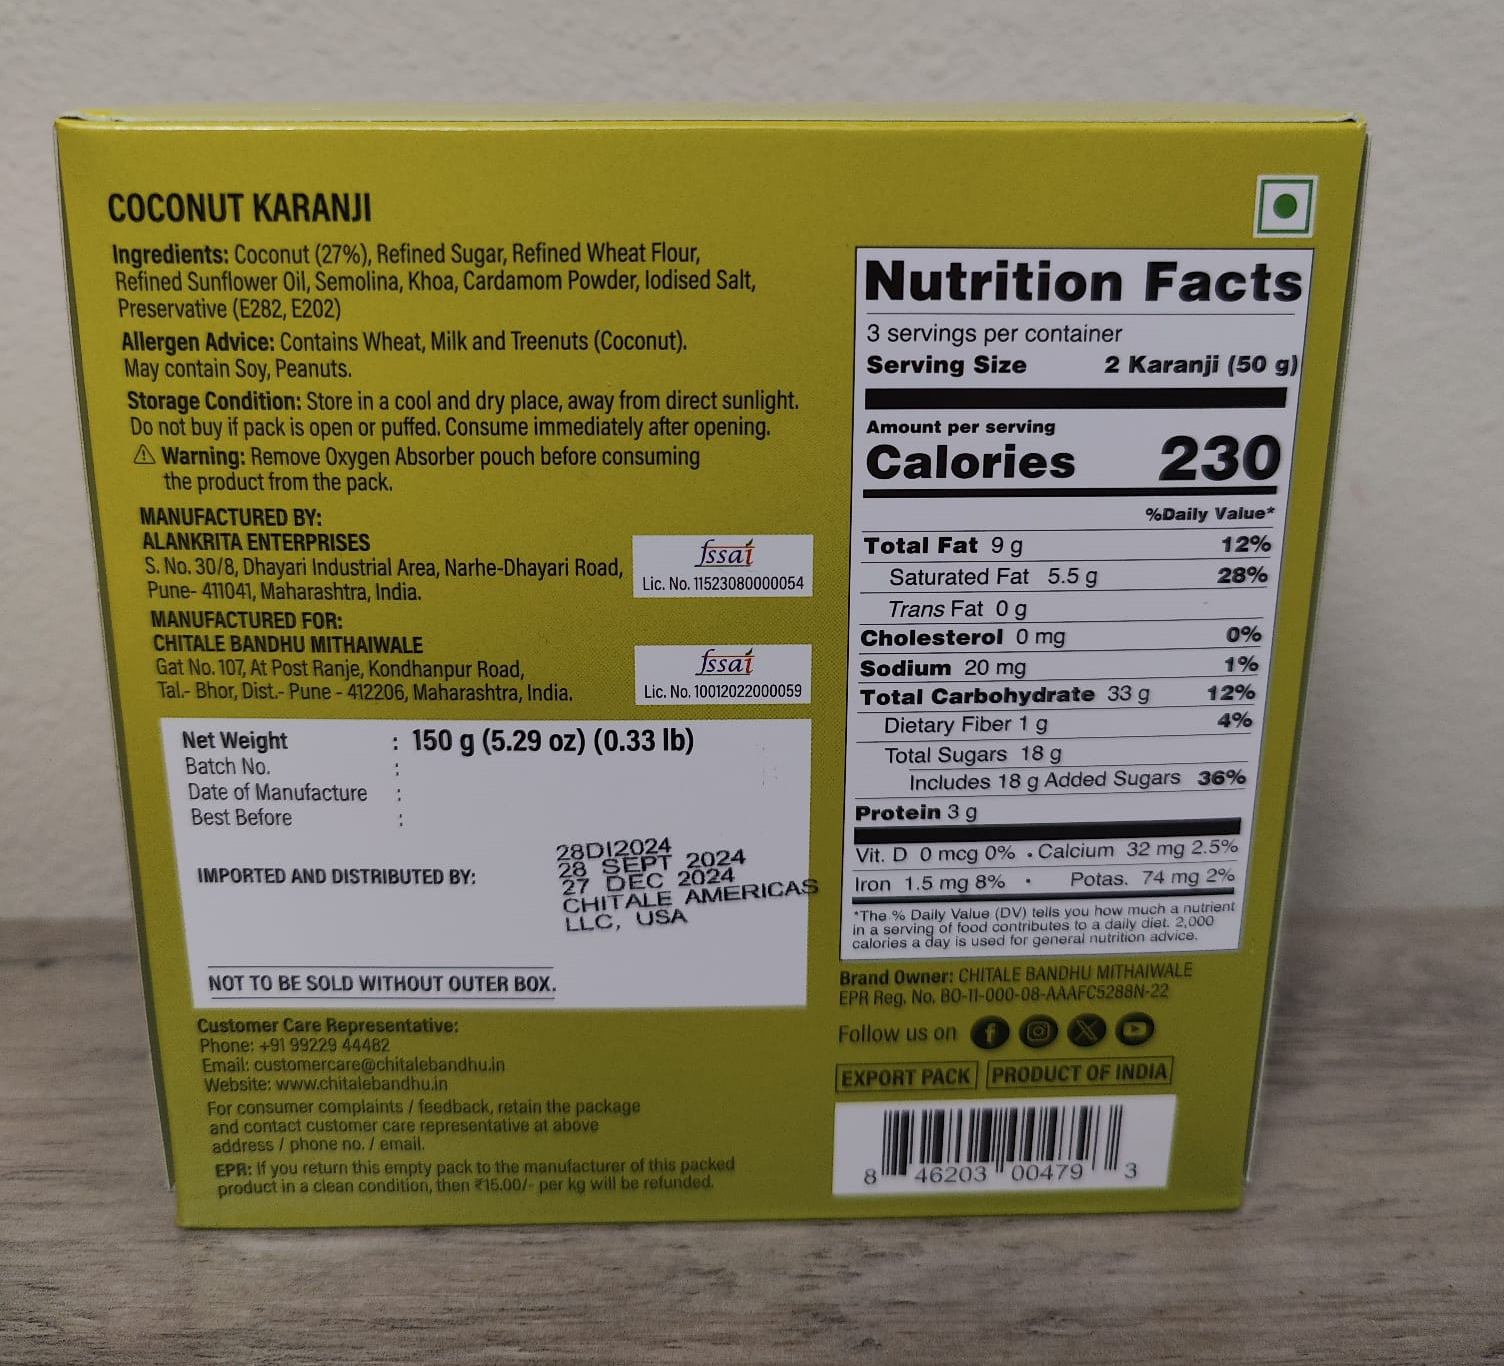 COCONUT KARANJI
Ingredients: Coconut (27%), Refined Sugar, Refined Wheat Flour,
Refined Sunflower Oil, Semolina, Khoa, Cardamom Powder, Iodised Salt,
Preservative (E282, E202)
Allergen Advice: Contains Wheat, Milk and Treenuts (Coconut).
May contain Soy, Peanuts.
Storage Condition: Store in a cool and dry place, away from direct sunlight.
Do not buy if pack is open or puffed. Consume immediately after opening.
⚠ Warning: Remove Oxygen Absorber pouch before consuming
the product from the pack.
MANUFACTURED BY:
ALANKRITA ENTERPRISES
S. No. 30/8, Dhayari Industrial Area, Narhe-Dhayari Road,
Pune- 411041, Maharashtra, India.
fssai
Lic. No. 11523080000054
MANUFACTURED FOR:
CHITALE BANDHU MITHAIWALE
Gat No. 107, At Post Ranje, Kondhanpur Road,
Tal.- Bhor, Dist.- Pune - 412206, Maharashtra, India.
fssai
Lic. No. 10012022000059
Net Weight : 150 g (5.29 oz) (0.33 lb)
Batch No. :
Date of Manufacture :
Best Before :
IMPORTED AND DISTRIBUTED BY:
28DI2024
28 SEPT 2024
27 DEC 2024
CHITALE AMERICAS
LLC, USA
NOT TO BE SOLD WITHOUT OUTER BOX.
Customer Care Representative:
Phone: +91 99229 44482
Email: customercare@chitalebandhu.in
Website: www.chitalebandhu.in
For consumer complaints / feedback, retain the package
and contact customer care representative at above
address / phone no. / email.
EPR: If you return this empty pack to the manufacturer of this packed
product in a clean condition, then ₹15.00/- per kg will be refunded.
Nutrition Facts
3 servings per container
Serving Size 2 Karanji (50 g)
Amount per serving
Calories 230
%Daily Value*
Total Fat 9 g 12%
Saturated Fat 5.5 g 28%
Trans Fat 0 g
Cholesterol 0 mg 0%
Sodium 20 mg 1%
Total Carbohydrate 33 g 12%
Dietary Fiber 1 g 4%
Total Sugars 18 g
Includes 18 g Added Sugars 36%
Protein 3 g
Vit. D 0 mcg 0% • Calcium 32 mg 2.5%
Iron 1.5 mg 8% • Potas. 74 mg 2%
*The % Daily Value (DV) tells you how much a nutrient
in a serving of food contributes to a daily diet. 2,000
calories a day is used for general nutrition advice.
Brand Owner: CHITALE BANDHU MITHAIWALE
EPR Reg. No. BO-11-000-08-AAAFC5288N-22
Follow us on
EXPORT PACK PRODUCT OF INDIA
8 46203 00479 3